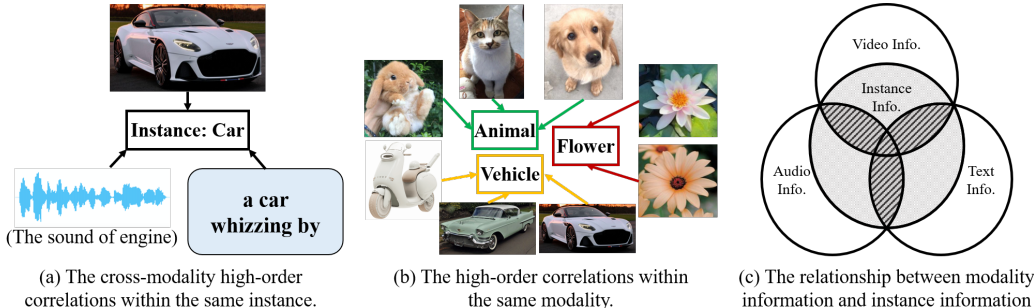 Instance: Car
(The sound of engine)
a car
whizzing by
(a) The cross-modality high-order
correlations within the same instance.
Animal
Flower
Vehicle
(b) The high-order correlations within
the same modality.
Video Info.
Instance
Info.
Audio
Info.
Text
Info.
(c) The relationship between modality
information and instance information